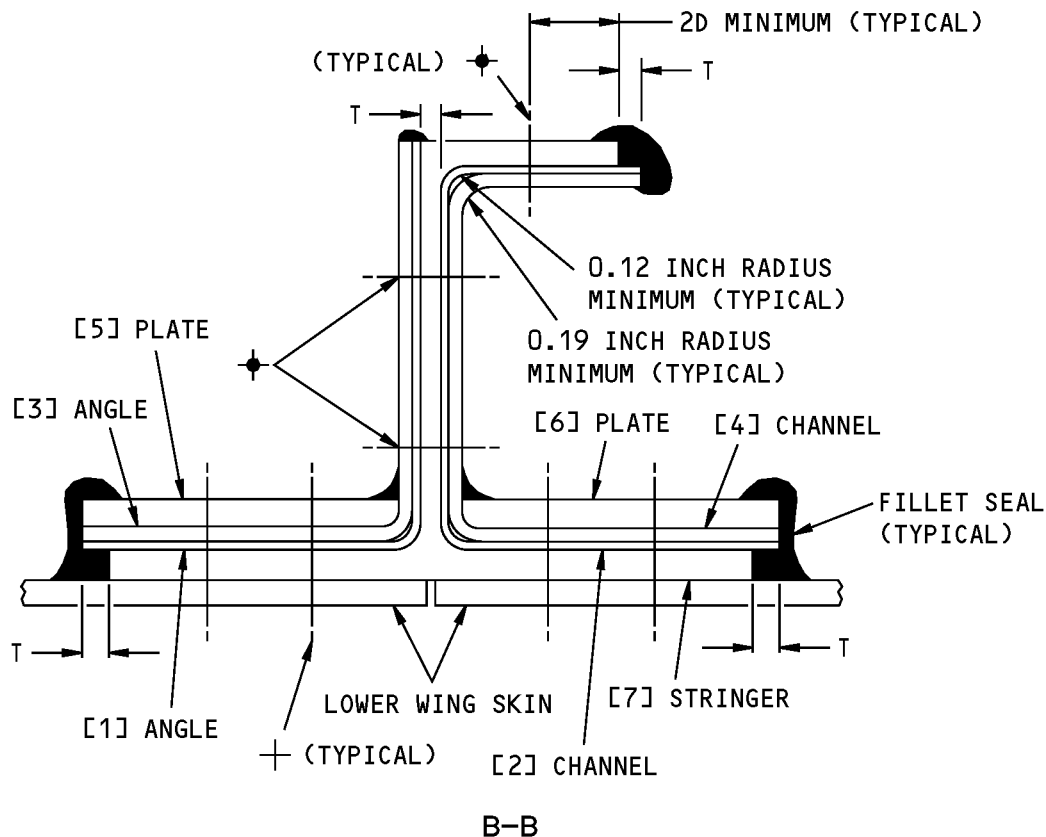 2D MINIMUM (TYPICAL)
(TYPICAL)
T
T
0.12 INCH RADIUS
MINIMUM (TYPICAL)
0.19 INCH RADIUS
MINIMUM (TYPICAL)
[5] PLATE
[3] ANGLE
[6] PLATE
[4] CHANNEL
FILLET SEAL
(TYPICAL)
T
T
LOWER WING SKIN
[7] STRINGER
[1] ANGLE
(TYPICAL)
[2] CHANNEL
B-B